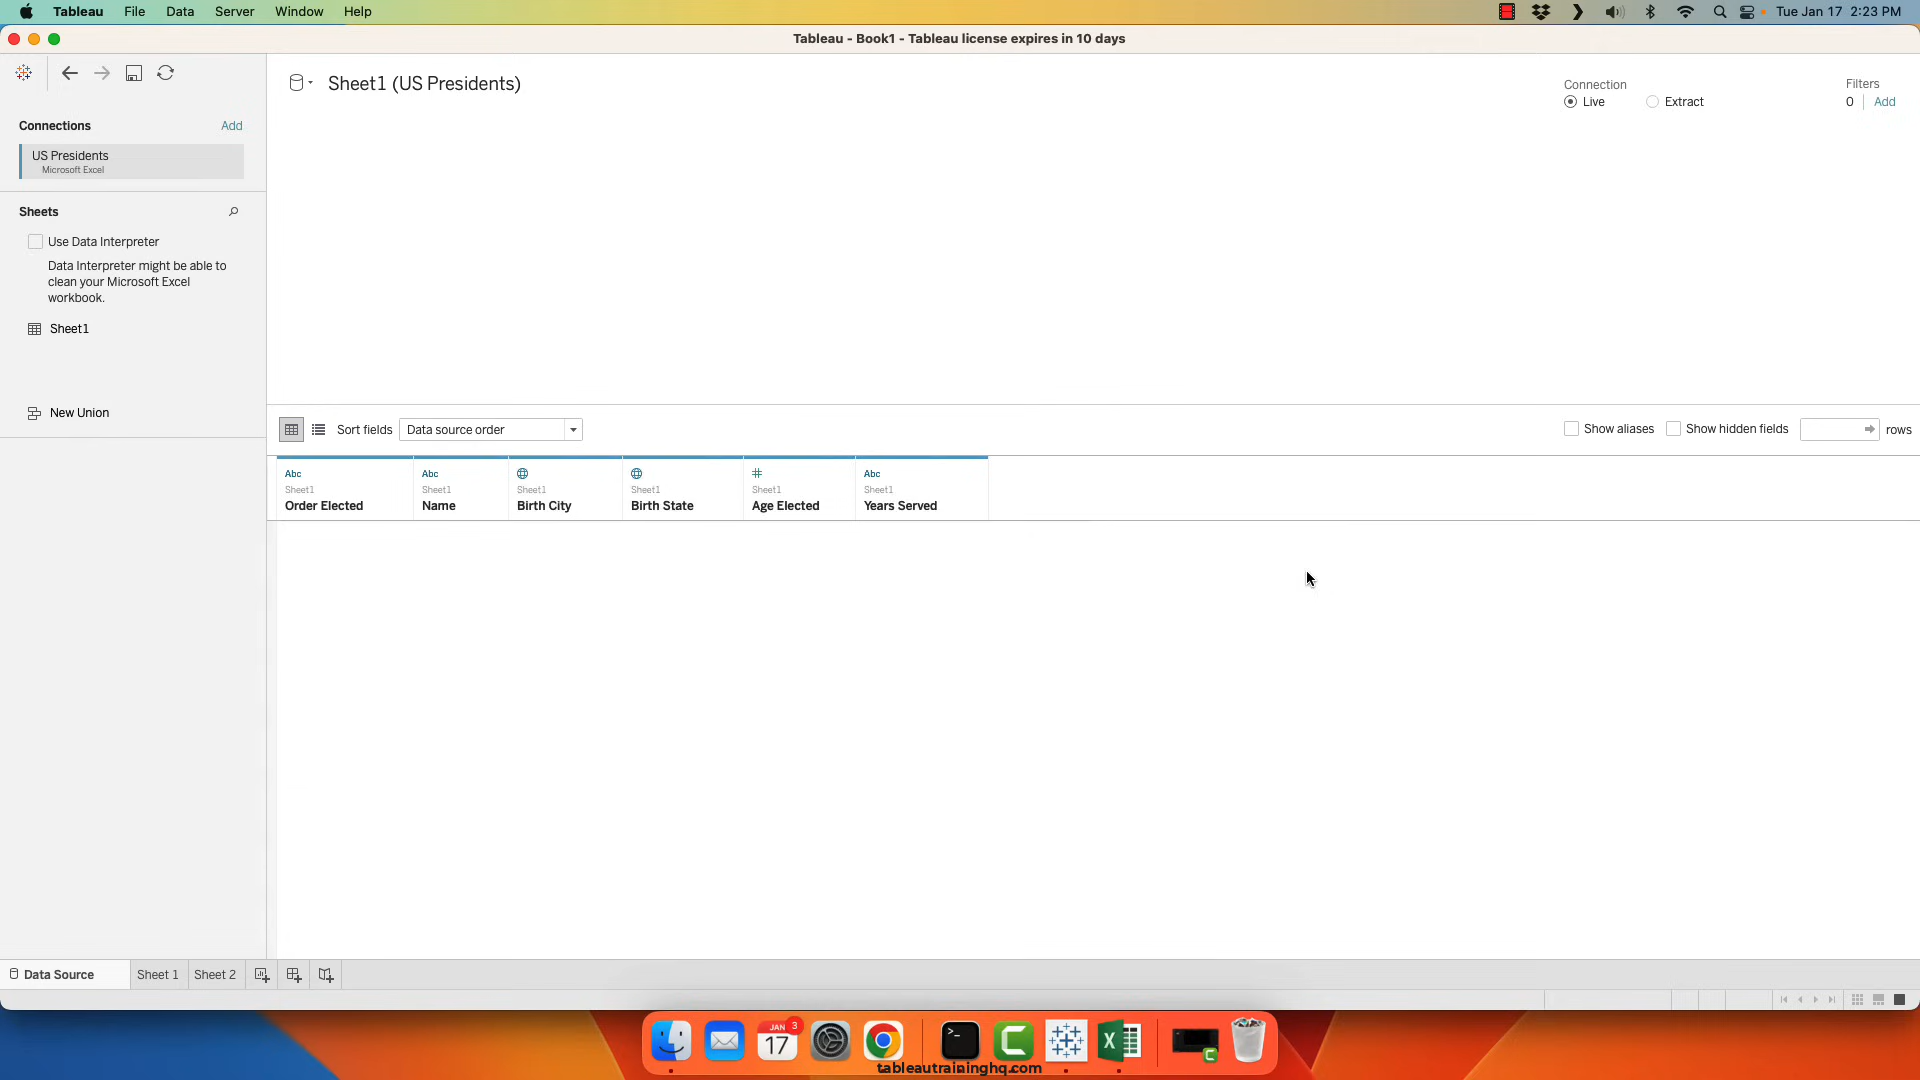 Tableau File Data Server Window Help Tue Jan 17 2:23 PM
Tableau - Book1 - Tableau license expires in 10 days
Sheet1 (US Presidents)
Connection
Live Extract
Filters
0 Add
Connections Add
US Presidents
Microsoft Excel
Sheets
Use Data Interpreter
Data Interpreter might be able to
clean your Microsoft Excel
workbook.
Sheet1
New Union
Sort fields Data source order Show aliases Show hidden fields rows
Abc Abc # Abc
Sheet1 Sheet1 Sheet1 Sheet1 Sheet1 Sheet1
Order Elected Name Birth City Birth State Age Elected Years Served
Data Source Sheet 1 Sheet 2
JAN 3
17
>_
X
tableautraininghq.com